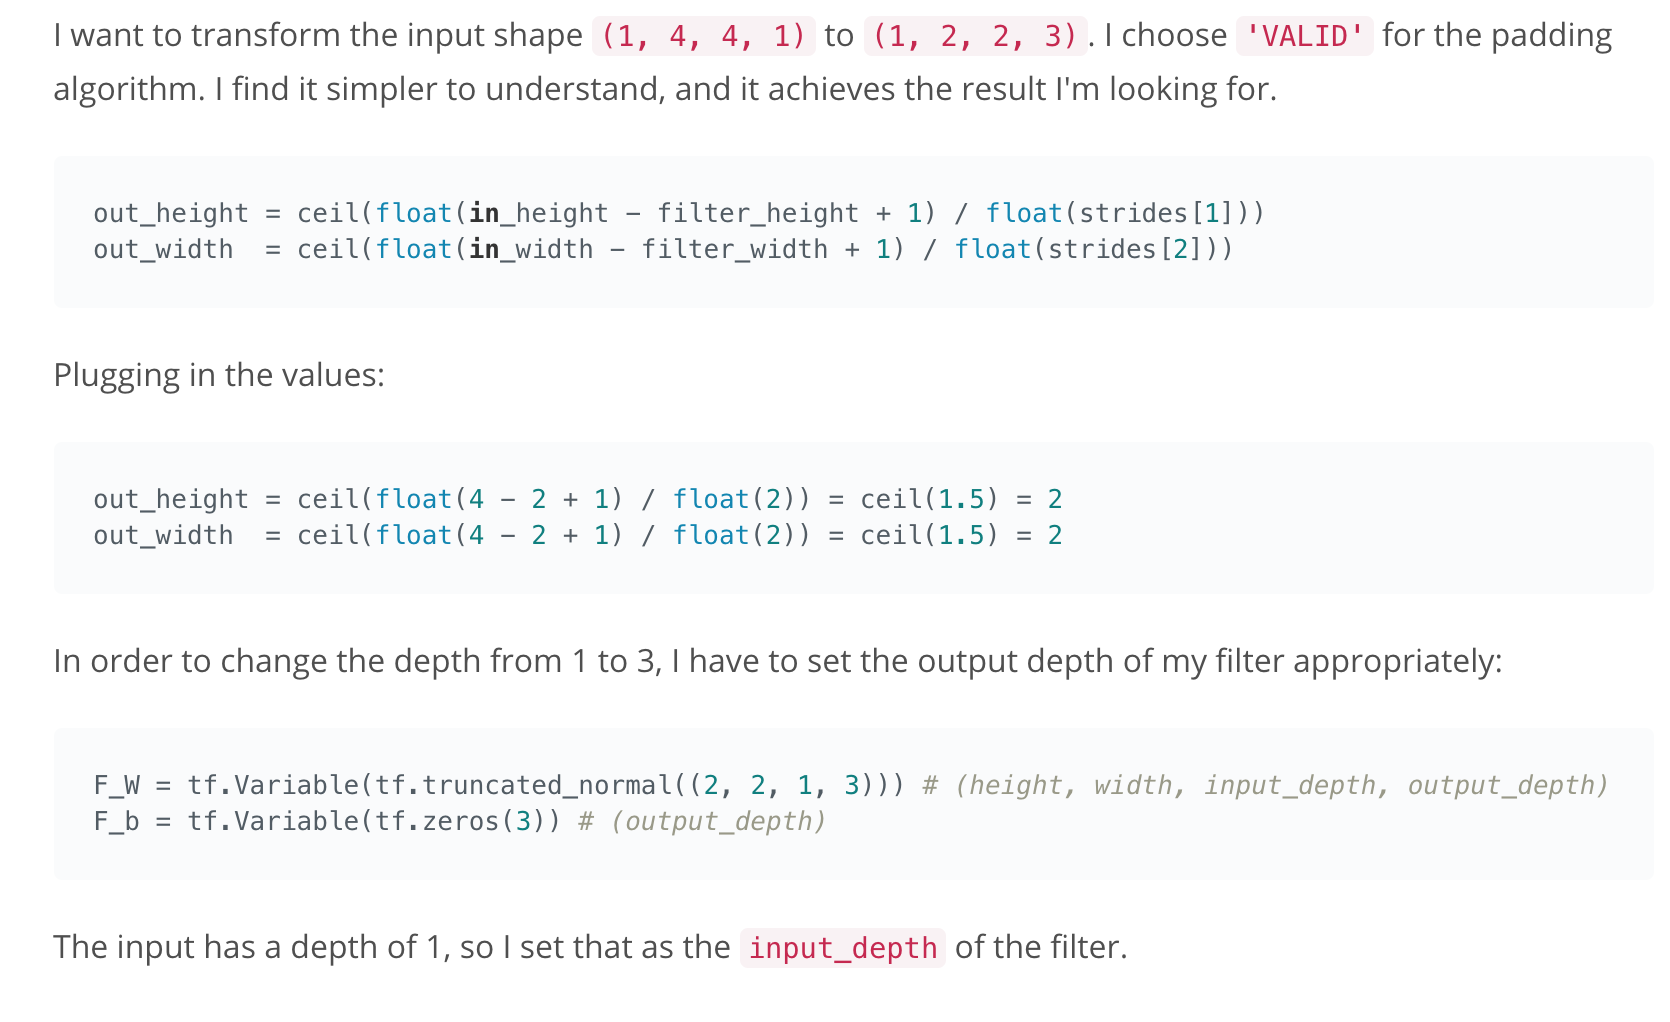 I want to transform the input shape (1, 4, 4, 1) to (1, 2, 2, 3). I choose 'VALID' for the padding
algorithm. I find it simpler to understand, and it achieves the result I'm looking for.
out_height = ceil(float(in_height - filter_height + 1) / float(strides[1]))
out_width  = ceil(float(in_width - filter_width + 1) / float(strides[2]))
Plugging in the values:
out_height = ceil(float(4 - 2 + 1) / float(2)) = ceil(1.5) = 2
out_width  = ceil(float(4 - 2 + 1) / float(2)) = ceil(1.5) = 2
In order to change the depth from 1 to 3, I have to set the output depth of my filter appropriately:
F_W = tf.Variable(tf.truncated_normal((2, 2, 1, 3))) # (height, width, input_depth, output_depth)
F_b = tf.Variable(tf.zeros(3)) # (output_depth)
The input has a depth of 1, so I set that as the input_depth of the filter.